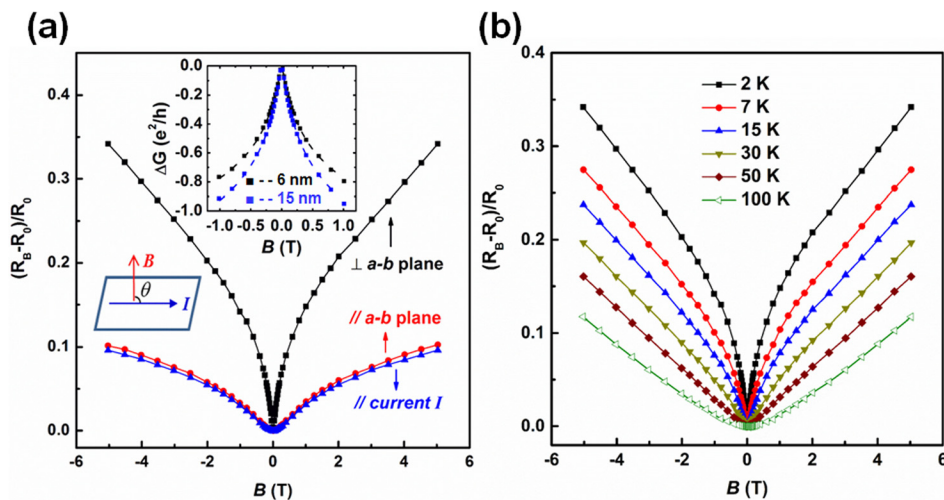 (a)
(R_B-R_0)/R_0
0.4
0.3
0.2
0.1
0.0
-6 -4 -2 0 2 4 6
B (T)
ΔG (e²/h)
0.0
-0.2
-0.4
-0.6
-0.8
-1.0
-1.0 -0.5 0.0 0.5 1.0
B (T)
6 nm
15 nm
⊥ a-b plane
// a-b plane
// current I
B
θ
I
(b)
(R_B-R_0)/R_0
0.4
0.3
0.2
0.1
0.0
-6 -4 -2 0 2 4 6
B (T)
2 K
7 K
15 K
30 K
50 K
100 K